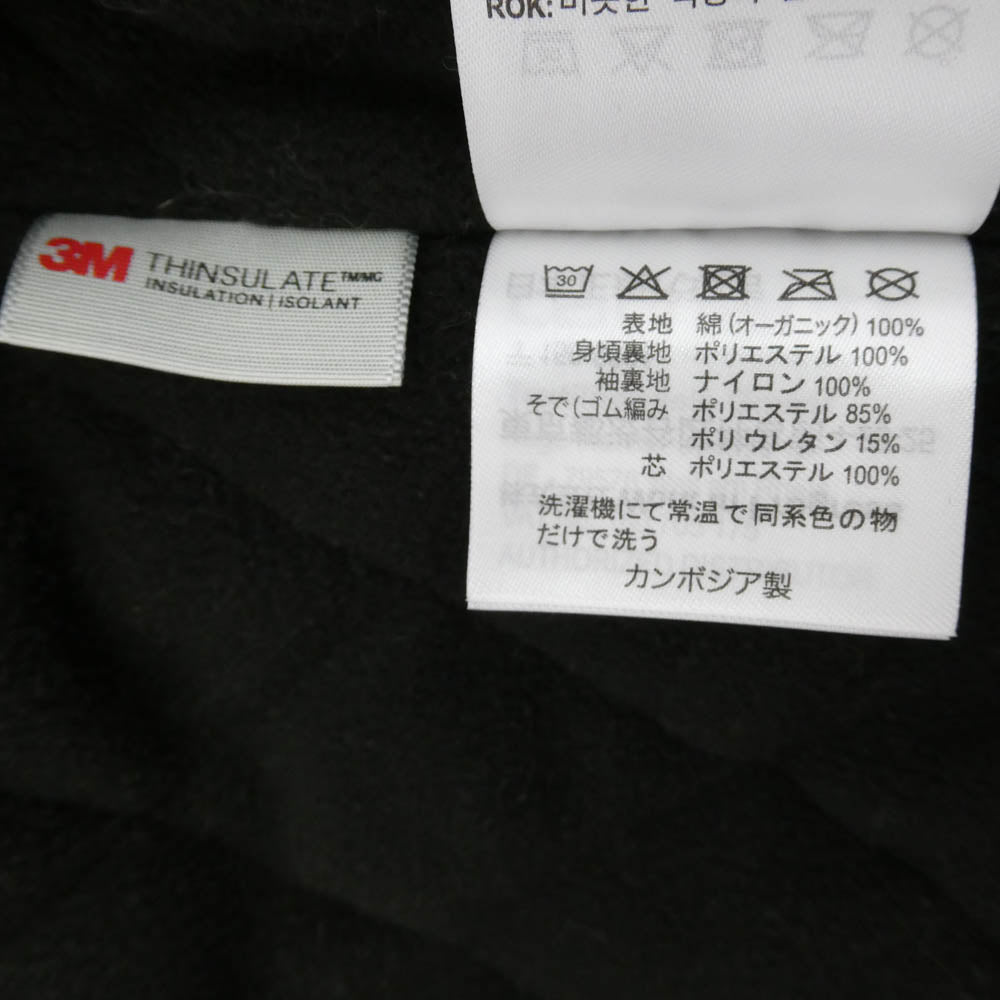 ROK:
3M THINSULATE™/MC
INSULATION | ISOLANT
30
表地 綿(オーガニック)100%
身頃裏地 ポリエステル 100%
袖裏地 ナイロン 100%
そで(ゴム編み ポリエステル 85%
ポリウレタン 15%
芯 ポリエステル 100%
洗濯機にて常温で同系色の物
だけで洗う
カンボジア製